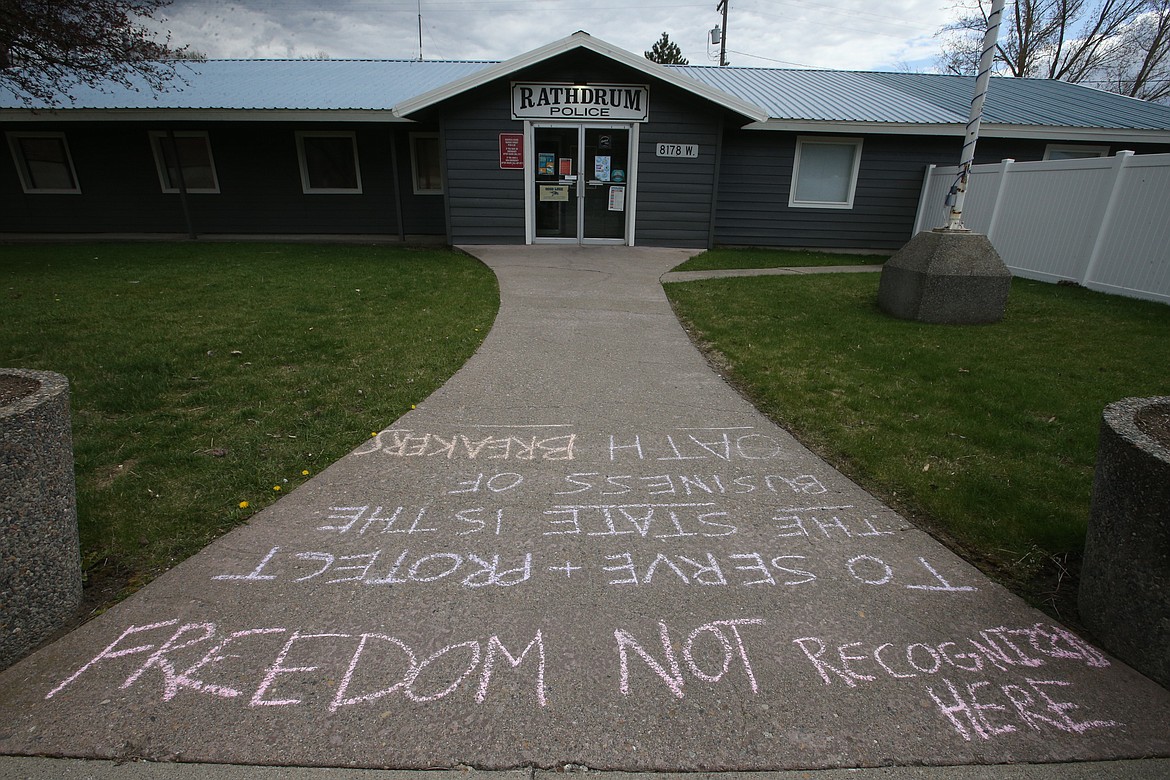 RATHDRUM
POLICE
8178 W.
TO SERVE + PROTECT
THE STATE IS THE
BUSINESS OF
OATH BREAKERS
FREEDOM NOT RECOGNIZED
HERE